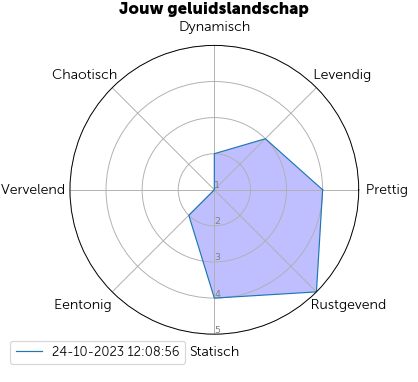 Jouw geluidslandschap
Dynamisch
Chaotisch
Levendig
Vervelend
1
Prettig
2
3
4
Eentonig
Rustgevend
5
24-10-2023 12:08:56
Statisch